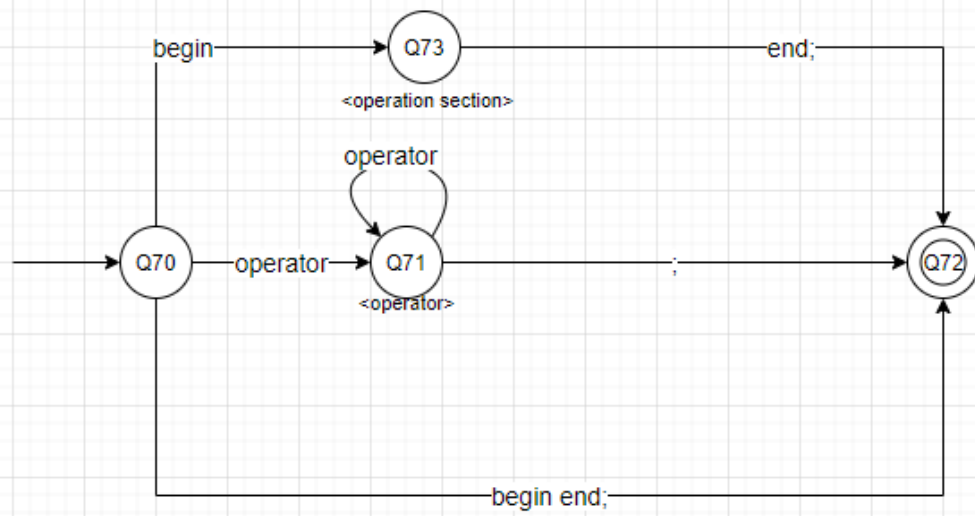 begin
Q73
end;
<operation section>
operator
Q70
operator
Q71
;
Q72
<operator>
begin end;